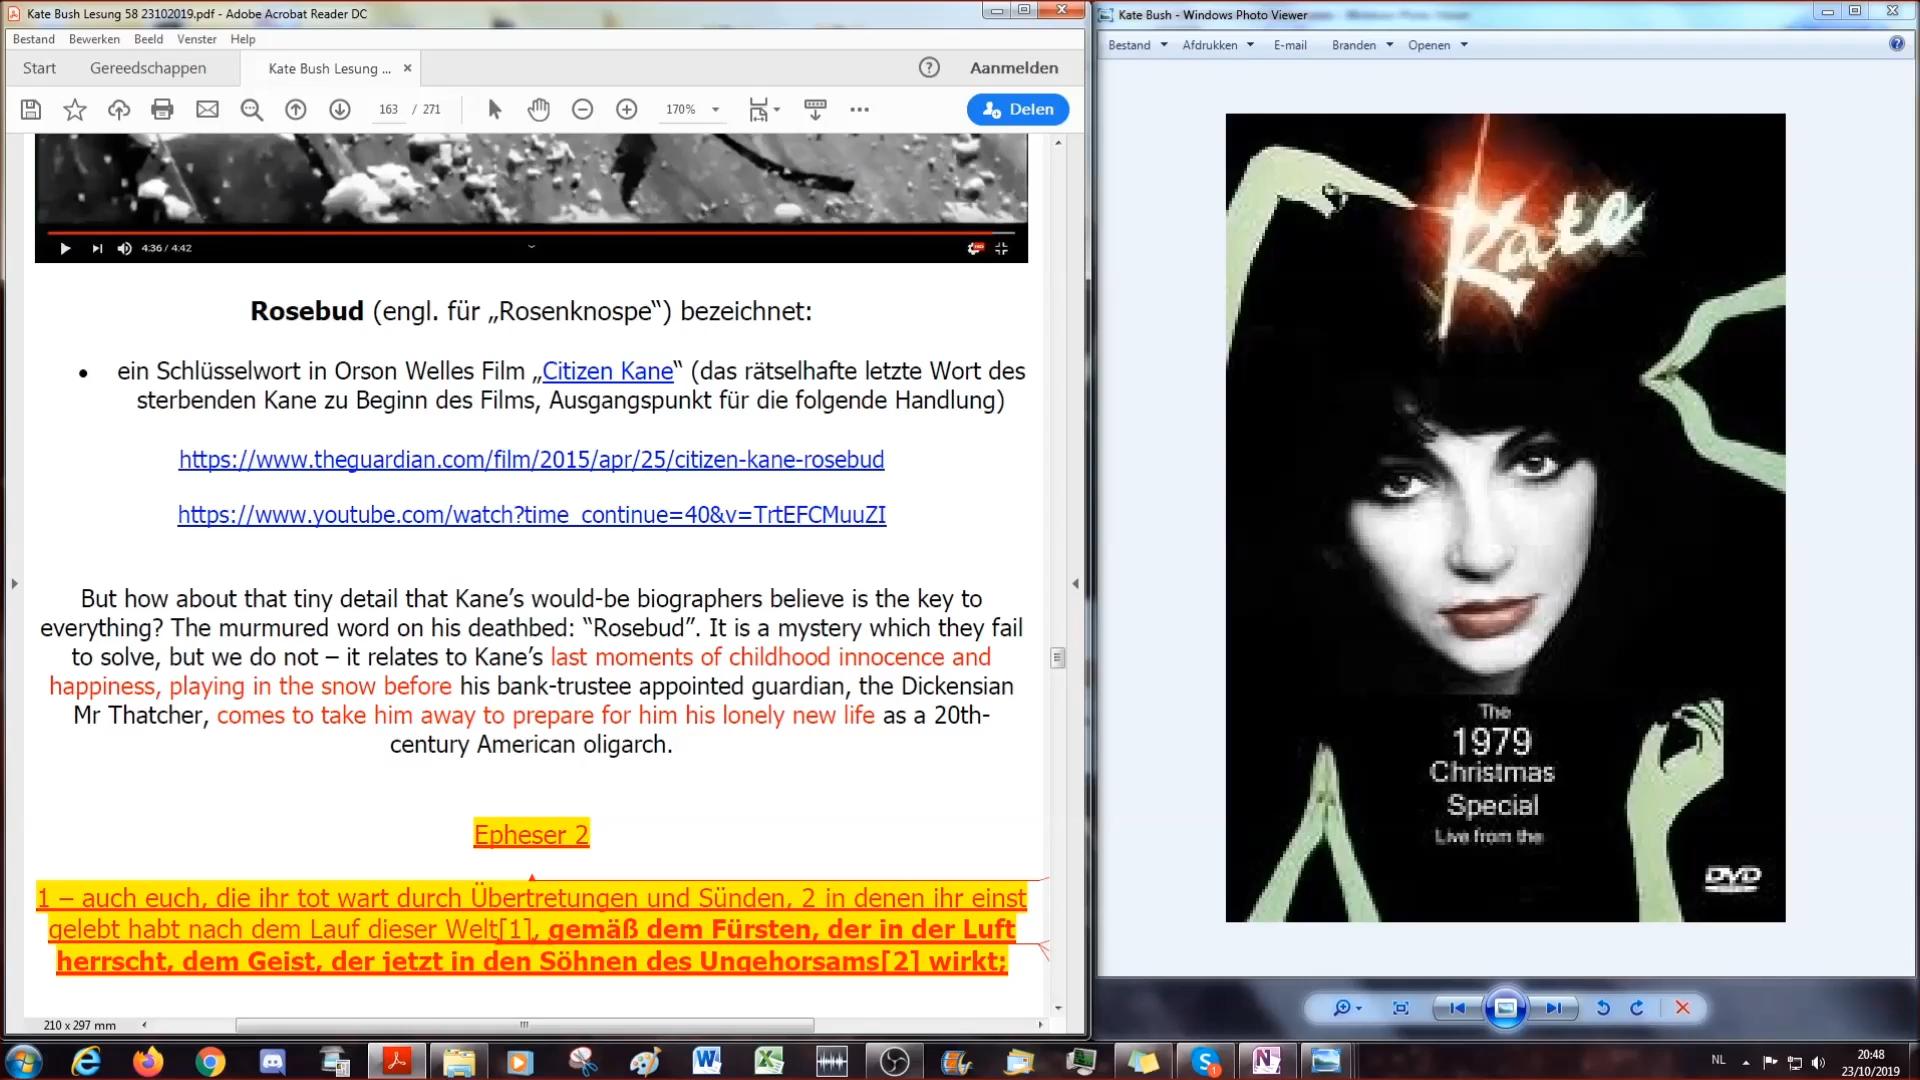 Kate Bush Lesung 58 23102019.pdf - Adobe Acrobat Reader DC
Bestand Bewerken Beeld Venster Help
Start Gereedschappen Kate Bush Lesung ... × ? Aanmelden
163 / 271 170% Delen
4:36 / 4:42
Rosebud (engl. für „Rosenknospe“) bezeichnet:
• ein Schlüsselwort in Orson Welles Film „Citizen Kane“ (das rätselhafte letzte Wort des
sterbenden Kane zu Beginn des Films, Ausgangspunkt für die folgende Handlung)
https://www.theguardian.com/film/2015/apr/25/citizen-kane-rosebud
https://www.youtube.com/watch?time_continue=40&v=TrtEFCMuuZI
But how about that tiny detail that Kane’s would-be biographers believe is the key to
everything? The murmured word on his deathbed: “Rosebud”. It is a mystery which they fail
to solve, but we do not – it relates to Kane’s last moments of childhood innocence and
happiness, playing in the snow before his bank-trustee appointed guardian, the Dickensian
Mr Thatcher, comes to take him away to prepare for him his lonely new life as a 20th-
century American oligarch.
Epheser 2
1 – auch euch, die ihr tot wart durch Übertretungen und Sünden, 2 in denen ihr einst
gelebt habt nach dem Lauf dieser Welt[1], gemäß dem Fürsten, der in der Luft
herrscht, dem Geist, der jetzt in den Söhnen des Ungehorsams[2] wirkt;
210 x 297 mm
Kate Bush - Windows Photo Viewer
Bestand Afdrukken E-mail Branden Openen
Kate
The
1979
Christmas
Special
Live from the
DVD
NL
20:48
23/10/2019